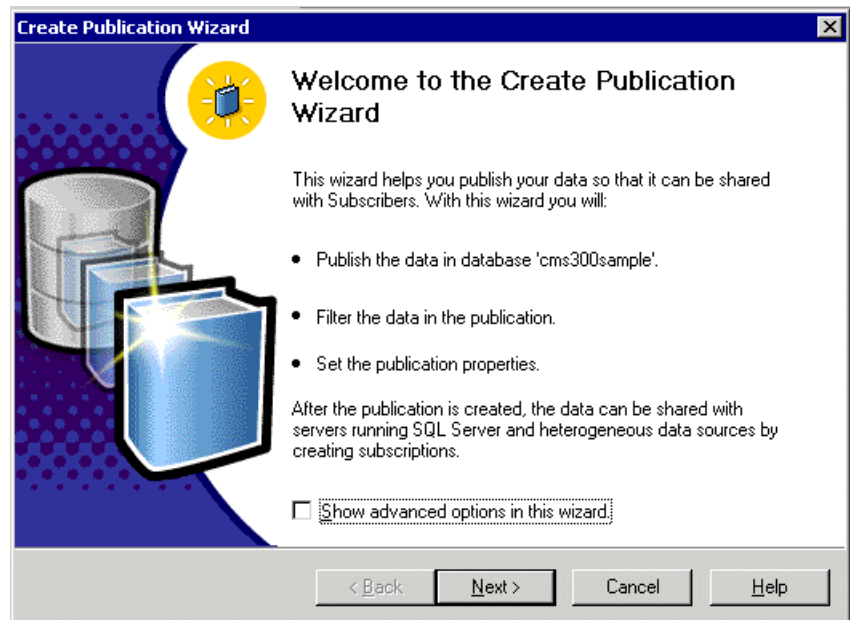 Create Publication Wizard
Welcome to the Create Publication
Wizard
This wizard helps you publish your data so that it can be shared
with Subscribers. With this wizard you will:
• Publish the data in database 'cms300sample'.
• Filter the data in the publication.
• Set the publication properties.
After the publication is created, the data can be shared with
servers running SQL Server and heterogeneous data sources by
creating subscriptions.
Show advanced options in this wizard.
< Back Next > Cancel Help